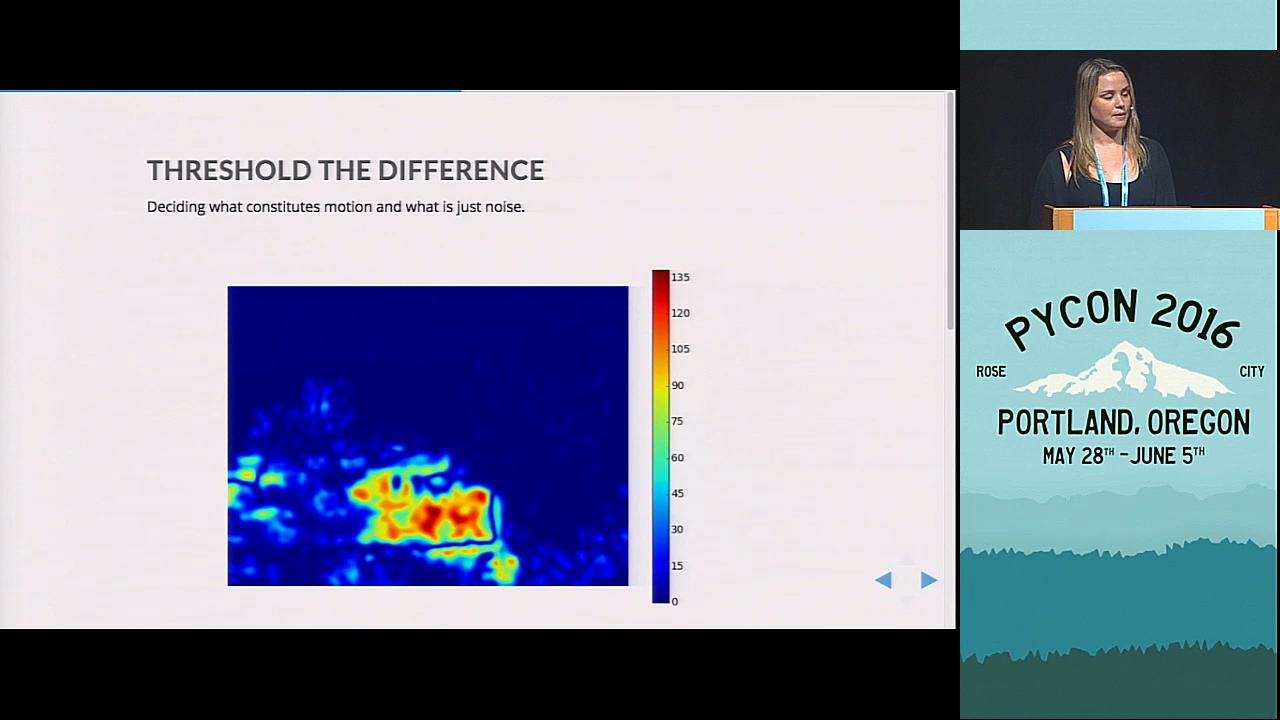 THRESHOLD THE DIFFERENCE
Deciding what constitutes motion and what is just noise.
135
120
105
90
75
60
45
30
15
0
PYCON 2016
ROSE CITY
PORTLAND, OREGON
MAY 28TH - JUNE 5TH